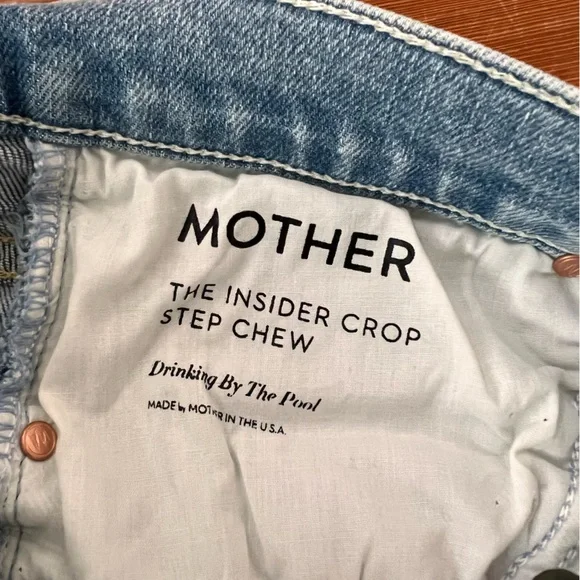 MOTHER
THE INSIDER CROP
STEP CHEW
Drinking By The Pool
MADE by MOTHER IN THE U.S.A.